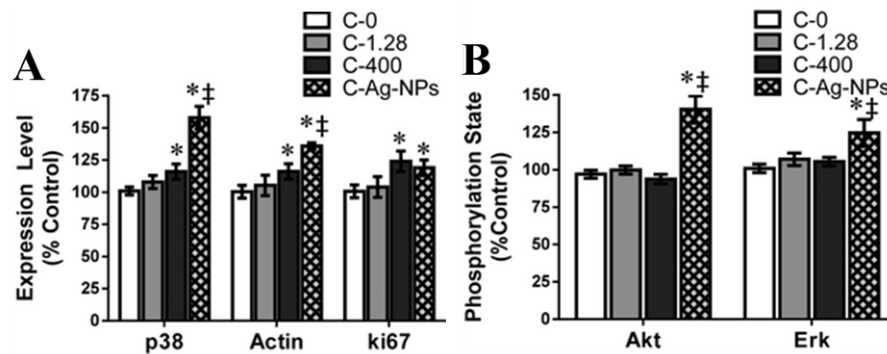 A
C-0
C-1.28
C-400
C-Ag-NPs
Expression Level
(% Control)
175
150
125
100
75
50
25
0
*‡
*
*‡
*
*
*
p38 Actin ki67
B
C-0
C-1.28
C-400
C-Ag-NPs
Phosphorylation State
(%Control)
150
125
100
75
50
25
0
*‡
*‡
Akt Erk